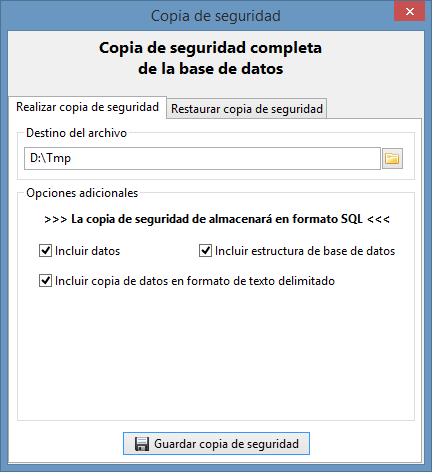 Copia de seguridad
Copia de seguridad completa
de la base de datos
Realizar copia de seguridad
Restaurar copia de seguridad
Destino del archivo
D:\Tmp
Opciones adicionales
>>> La copia de seguridad de almacenará en formato SQL <<<
Incluir datos
Incluir estructura de base de datos
Incluir copia de datos en formato de texto delimitado
Guardar copia de seguridad